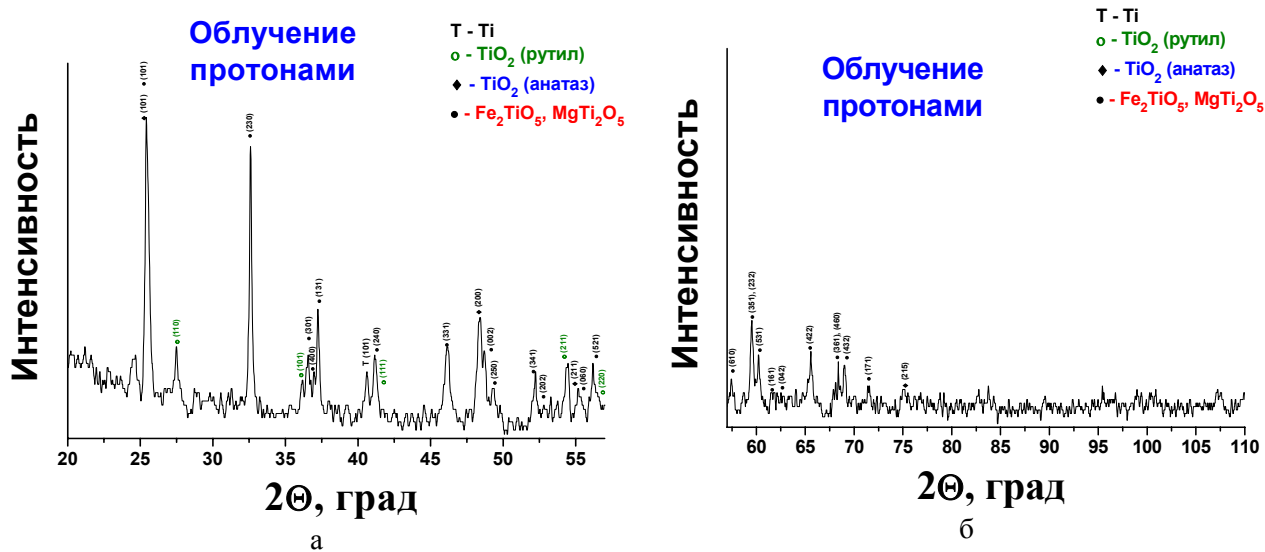 Облучение
протонами
T - Ti
о - TiO2 (рутил)
♦ - TiO2 (анатаз)
• - Fe2TiO5, MgTi2O5
Интенсивность
• (101)
♦ (101)
о (110)
• (230)
о (101)
• (301)
• (400)
• (131)
T (101)
• (240)
о (111)
• (331)
♦ (200)
• (002)
• (250)
• (341)
• (202)
о (211)
♦ (211)
• (060)
• (521)
о (220)
20 25 30 35 40 45 50 55
2Θ, град
а
Облучение
протонами
T - Ti
о - TiO2 (рутил)
♦ - TiO2 (анатаз)
• - Fe2TiO5, MgTi2O5
Интенсивность
• (610)
• (351), (232)
• (531)
• (161)
• (042)
• (422)
• (361), (460)
• (432)
• (171)
♦ (215)
60 65 70 75 80 85 90 95 100 105 110
2Θ, град
б